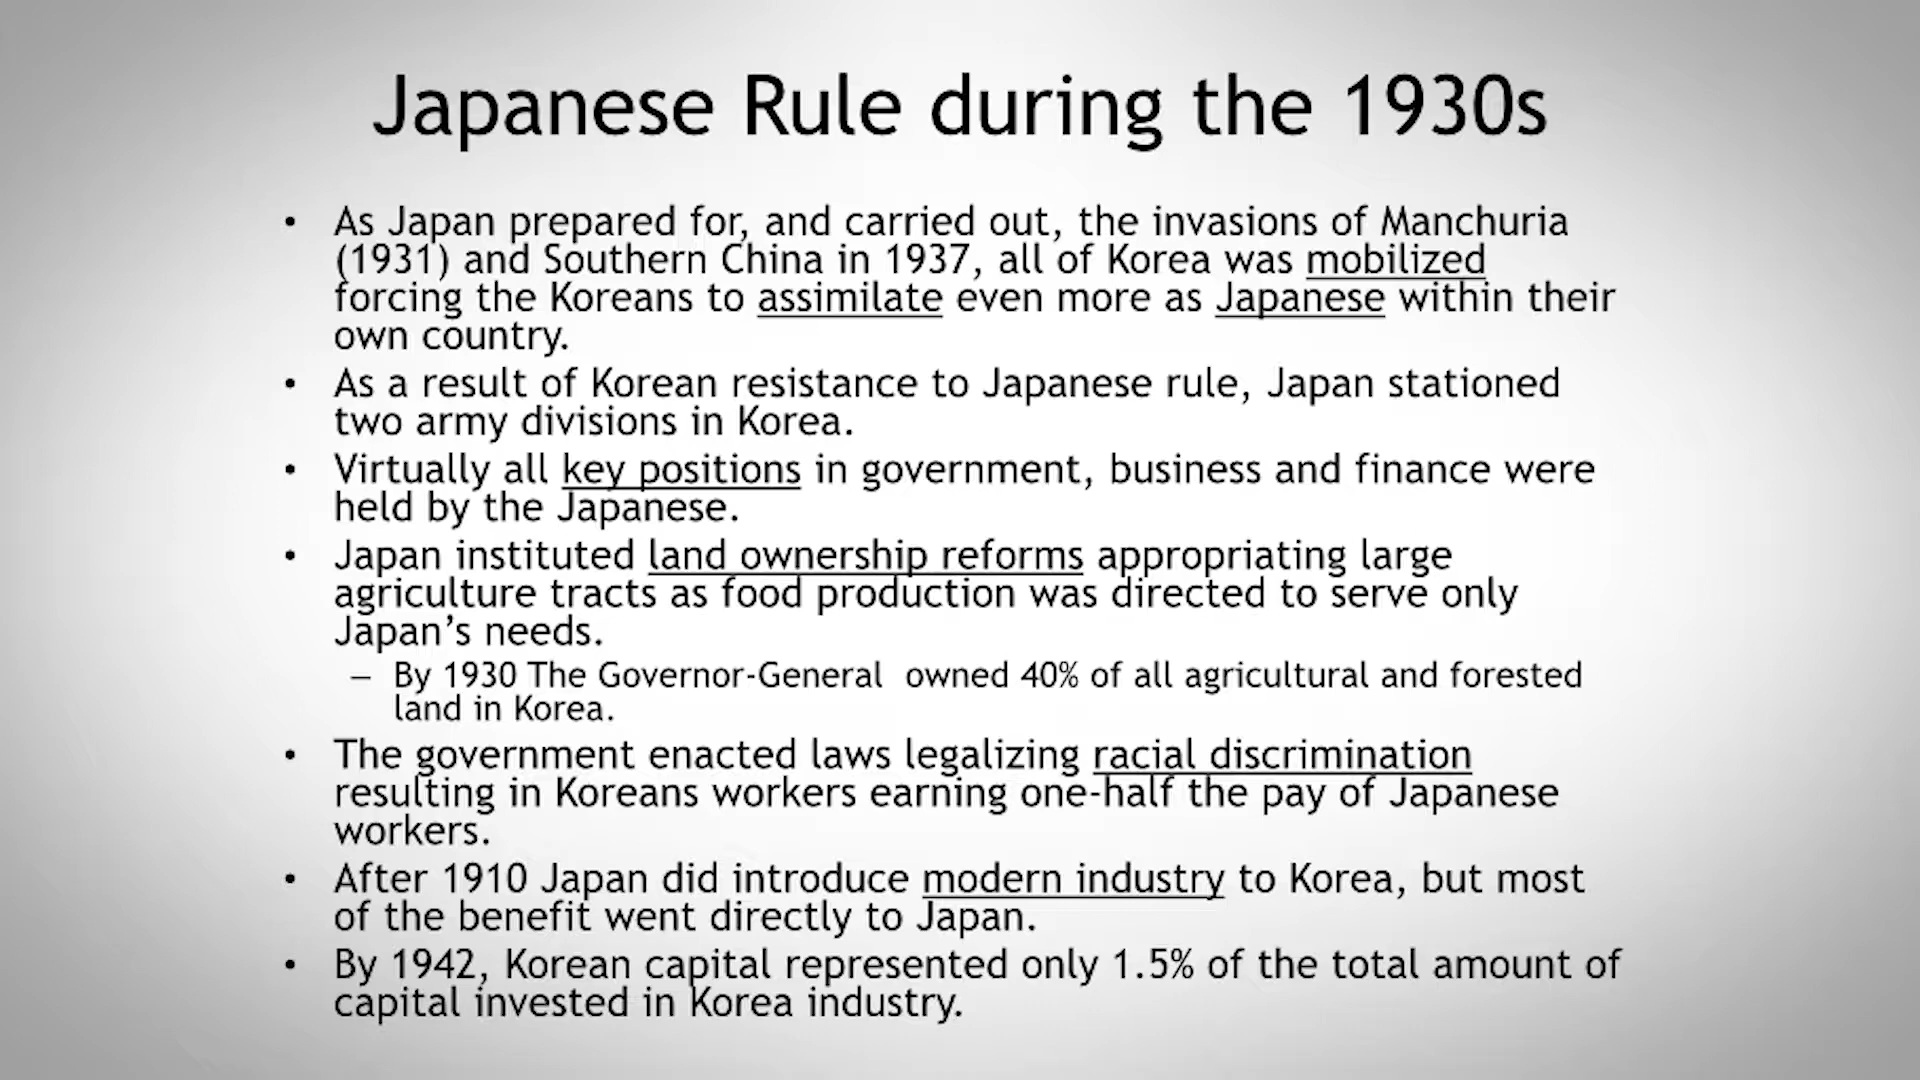 Japanese Rule during the 1930s
• As Japan prepared for, and carried out, the invasions of Manchuria
(1931) and Southern China in 1937, all of Korea was mobilized
forcing the Koreans to assimilate even more as Japanese within their
own country.
• As a result of Korean resistance to Japanese rule, Japan stationed
two army divisions in Korea.
• Virtually all key positions in government, business and finance were
held by the Japanese.
• Japan instituted land ownership reforms appropriating large
agriculture tracts as food production was directed to serve only
Japan’s needs.
– By 1930 The Governor-General owned 40% of all agricultural and forested
land in Korea.
• The government enacted laws legalizing racial discrimination
resulting in Koreans workers earning one-half the pay of Japanese
workers.
• After 1910 Japan did introduce modern industry to Korea, but most
of the benefit went directly to Japan.
• By 1942, Korean capital represented only 1.5% of the total amount of
capital invested in Korea industry.